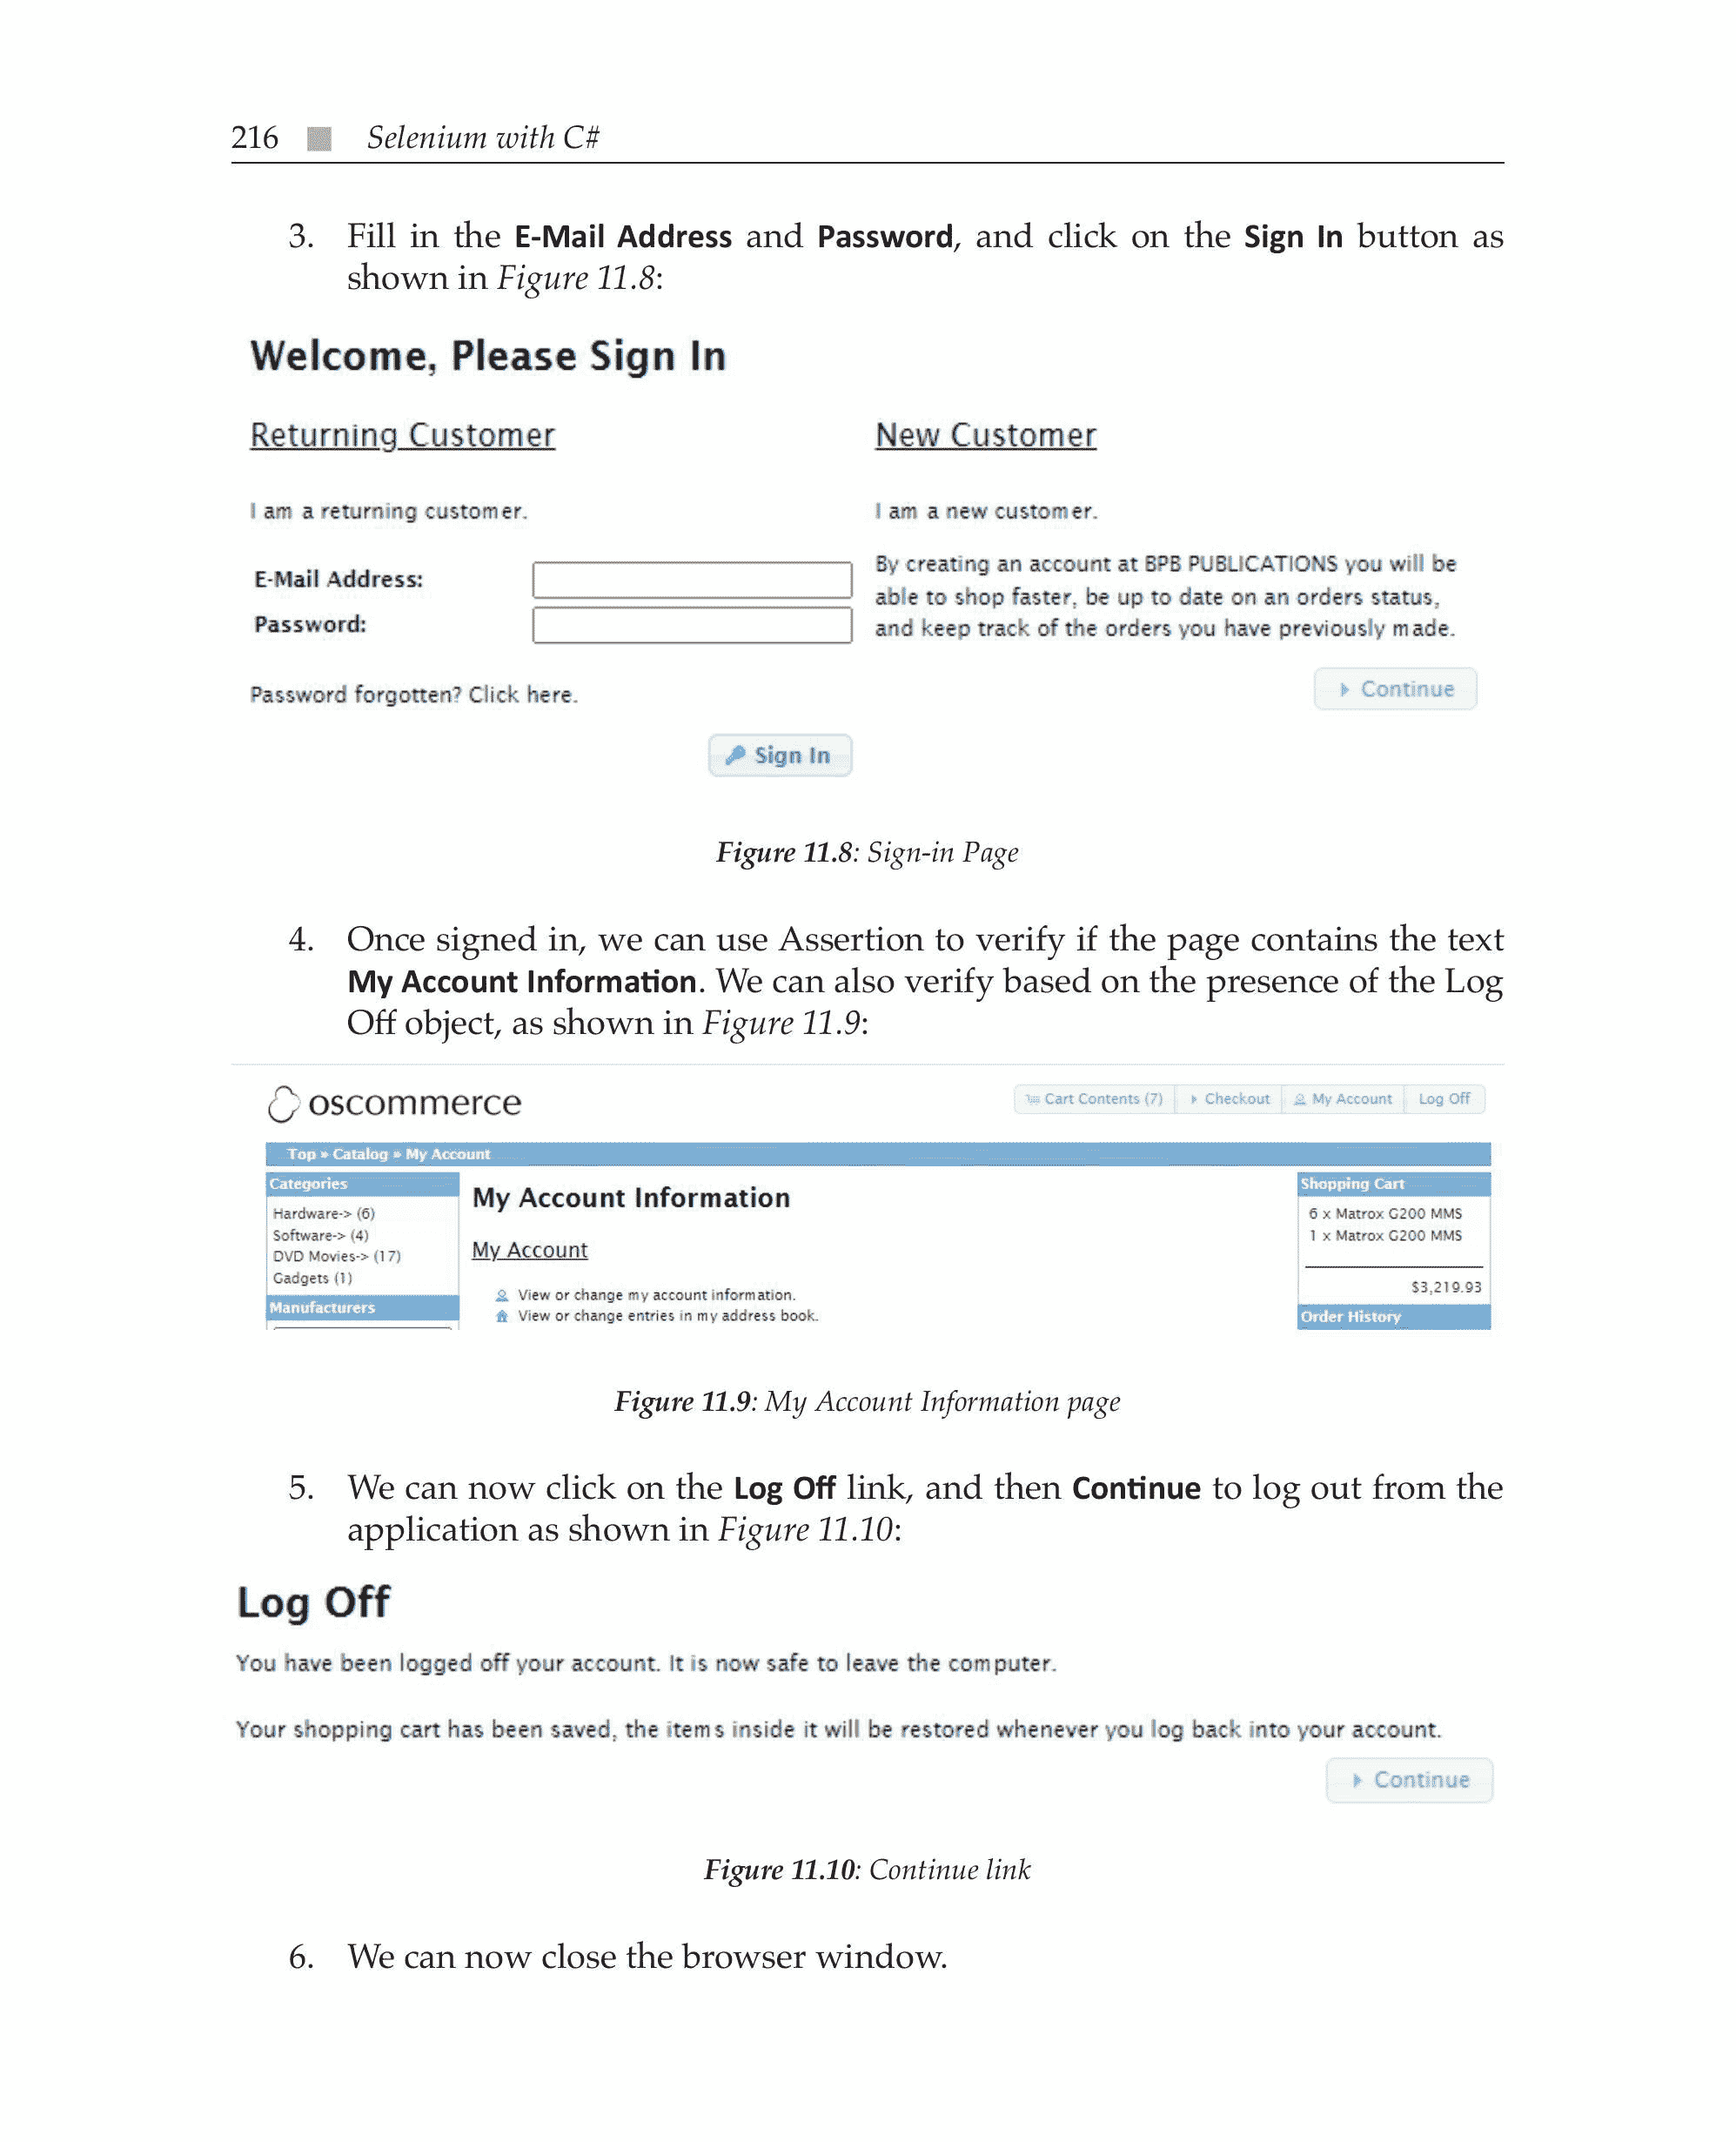 216 Selenium with C#
3. Fill in the E-Mail Address and Password, and click on the Sign In button as
shown in Figure 11.8:
Welcome, Please Sign In
Returning Customer
I am a returning customer.
E-Mail Address:
Password:
Password forgotten? Click here.
Sign In
New Customer
I am a new customer.
By creating an account at BPB PUBLICATIONS you will be
able to shop faster, be up to date on an orders status,
and keep track of the orders you have previously made.
Continue
Figure 11.8: Sign-in Page
4. Once signed in, we can use Assertion to verify if the page contains the text
My Account Information. We can also verify based on the presence of the Log
Off object, as shown in Figure 11.9:
oscommerce
Cart Contents (7) Checkout My Account Log Off
Top » Catalog » My Account
Categories
Hardware-> (6)
Software-> (4)
DVD Movies-> (17)
Gadgets (1)
Manufacturers
My Account Information
My Account
View or change my account information.
View or change entries in my address book.
Shopping Cart
6 x Matrox G200 MMS
1 x Matrox G200 MMS
$3,219.93
Order History
Figure 11.9: My Account Information page
5. We can now click on the Log Off link, and then Continue to log out from the
application as shown in Figure 11.10:
Log Off
You have been logged off your account. It is now safe to leave the computer.
Your shopping cart has been saved, the items inside it will be restored whenever you log back into your account.
Continue
Figure 11.10: Continue link
6. We can now close the browser window.